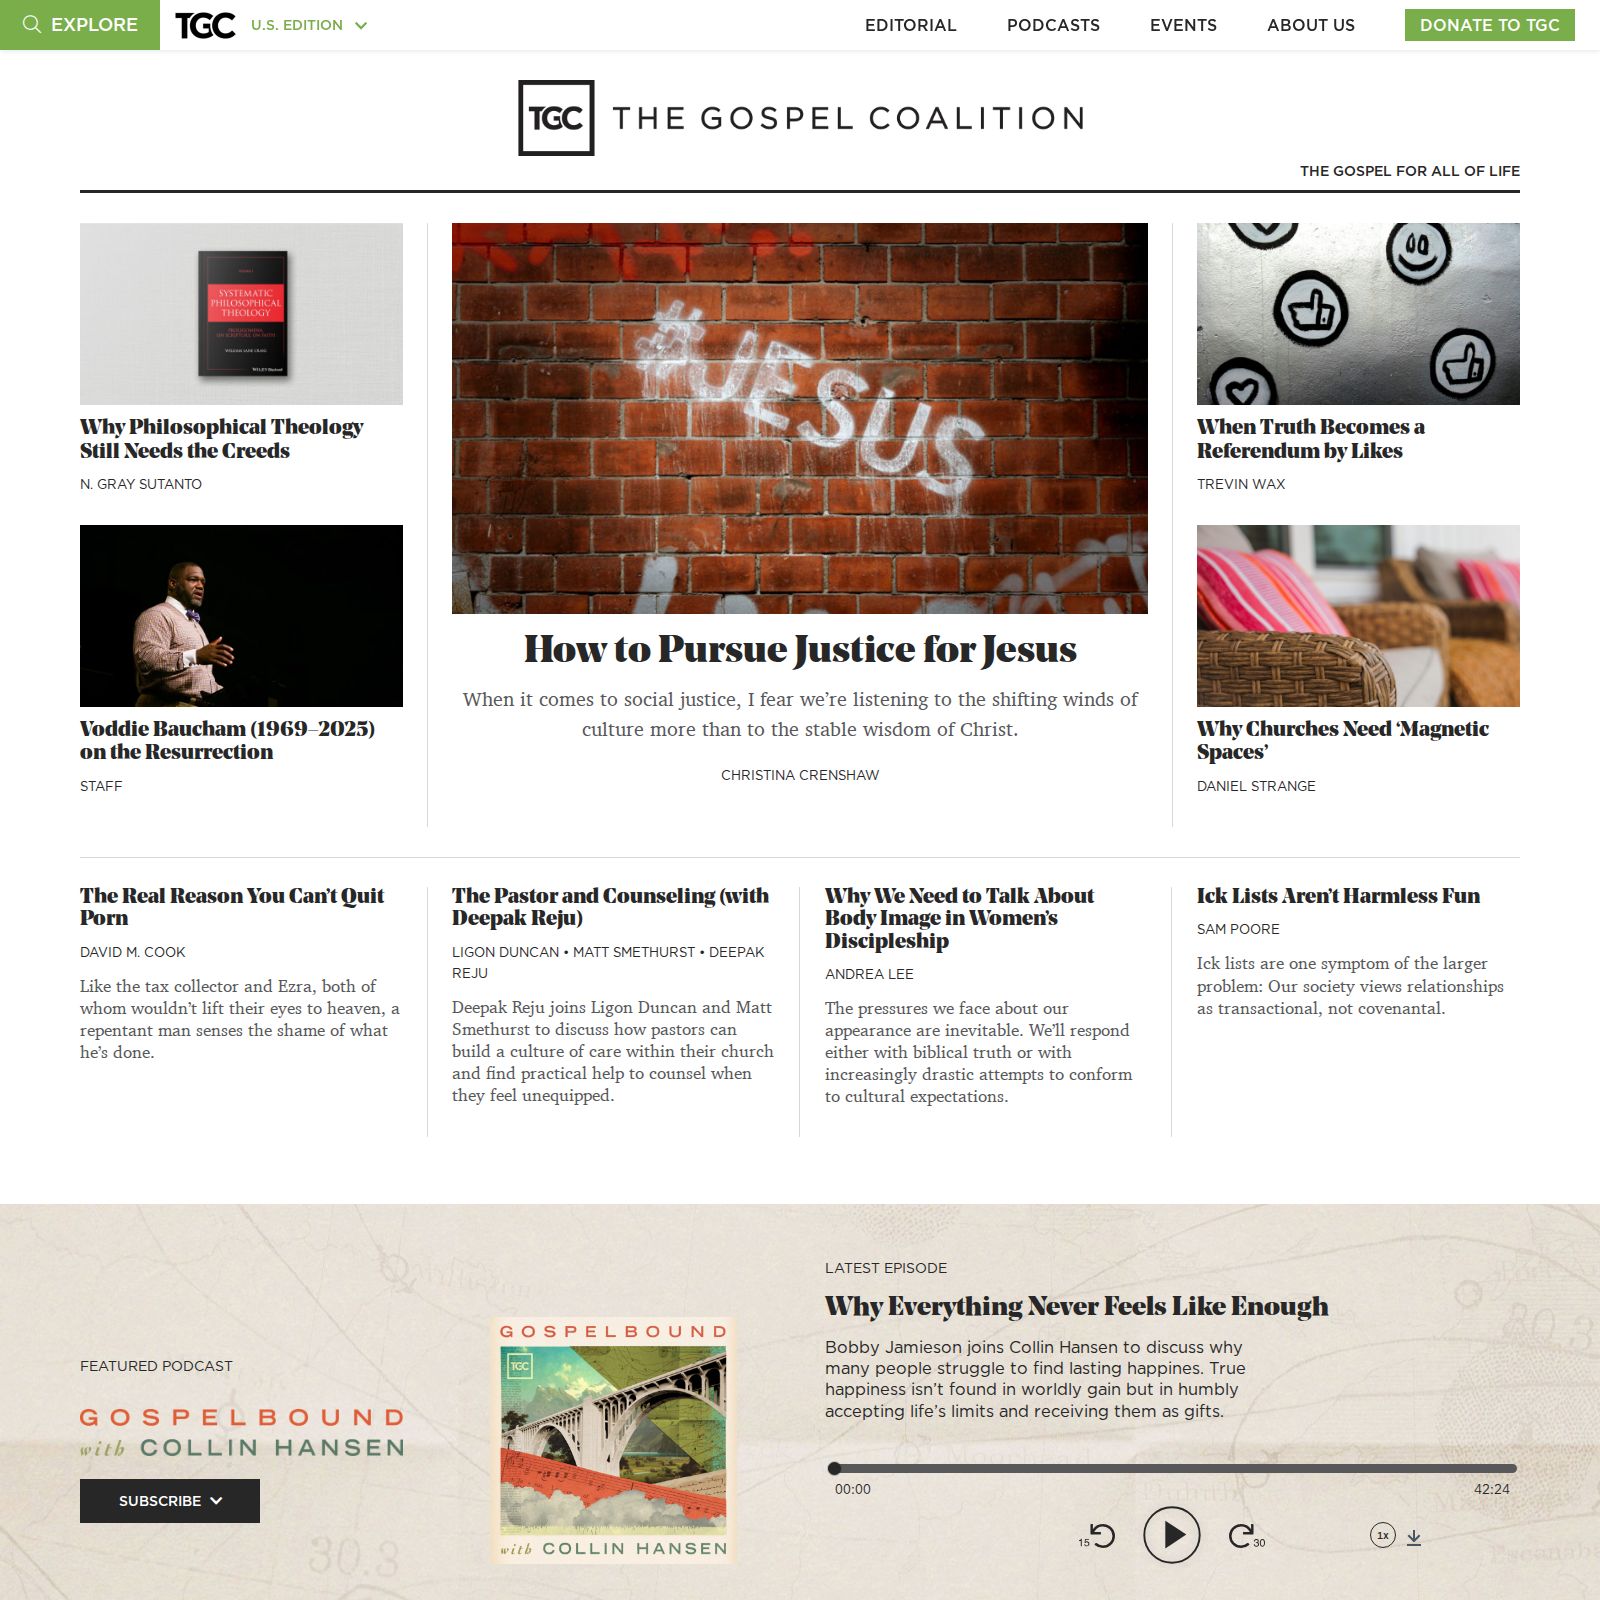 EXPLORE
TGC
U.S. EDITION
EDITORIAL
PODCASTS
EVENTS
ABOUT US
DONATE TO TGC
TGC THE GOSPEL COALITION
THE GOSPEL FOR ALL OF LIFE
SYSTEMATIC
PHILOSOPHICAL
THEOLOGY
WILLIAM LANE CRAIG
Why Philosophical Theology
Still Needs the Creeds
N. GRAY SUTANTO
Voddie Baucham (1969–2025)
on the Resurrection
STAFF
#JESUS
How to Pursue Justice for Jesus
When it comes to social justice, I fear we’re listening to the shifting winds of
culture more than to the stable wisdom of Christ.
CHRISTINA CRENSHAW
When Truth Becomes a
Referendum by Likes
TREVIN WAX
Why Churches Need ‘Magnetic
Spaces’
DANIEL STRANGE
The Real Reason You Can’t Quit
Porn
DAVID M. COOK
Like the tax collector and Ezra, both of
whom wouldn’t lift their eyes to heaven, a
repentant man senses the shame of what
he’s done.
The Pastor and Counseling (with
Deepak Reju)
LIGON DUNCAN • MATT SMETHURST • DEEPAK
REJU
Deepak Reju joins Ligon Duncan and Matt
Smethurst to discuss how pastors can
build a culture of care within their church
and find practical help to counsel when
they feel unequipped.
Why We Need to Talk About
Body Image in Women’s
Discipleship
ANDREA LEE
The pressures we face about our
appearance are inevitable. We’ll respond
either with biblical truth or with
increasingly drastic attempts to conform
to cultural expectations.
Ick Lists Aren’t Harmless Fun
SAM POORE
Ick lists are one symptom of the larger
problem: Our society views relationships
as transactional, not covenantal.
FEATURED PODCAST
GOSPELBOUND
with COLLIN HANSEN
SUBSCRIBE
GOSPELBOUND
TGC
with COLLIN HANSEN
LATEST EPISODE
Why Everything Never Feels Like Enough
Bobby Jamieson joins Collin Hansen to discuss why
many people struggle to find lasting happines. True
happiness isn’t found in worldly gain but in humbly
accepting life’s limits and receiving them as gifts.
00:00
42:24
15
30
1x
30.3
30.3